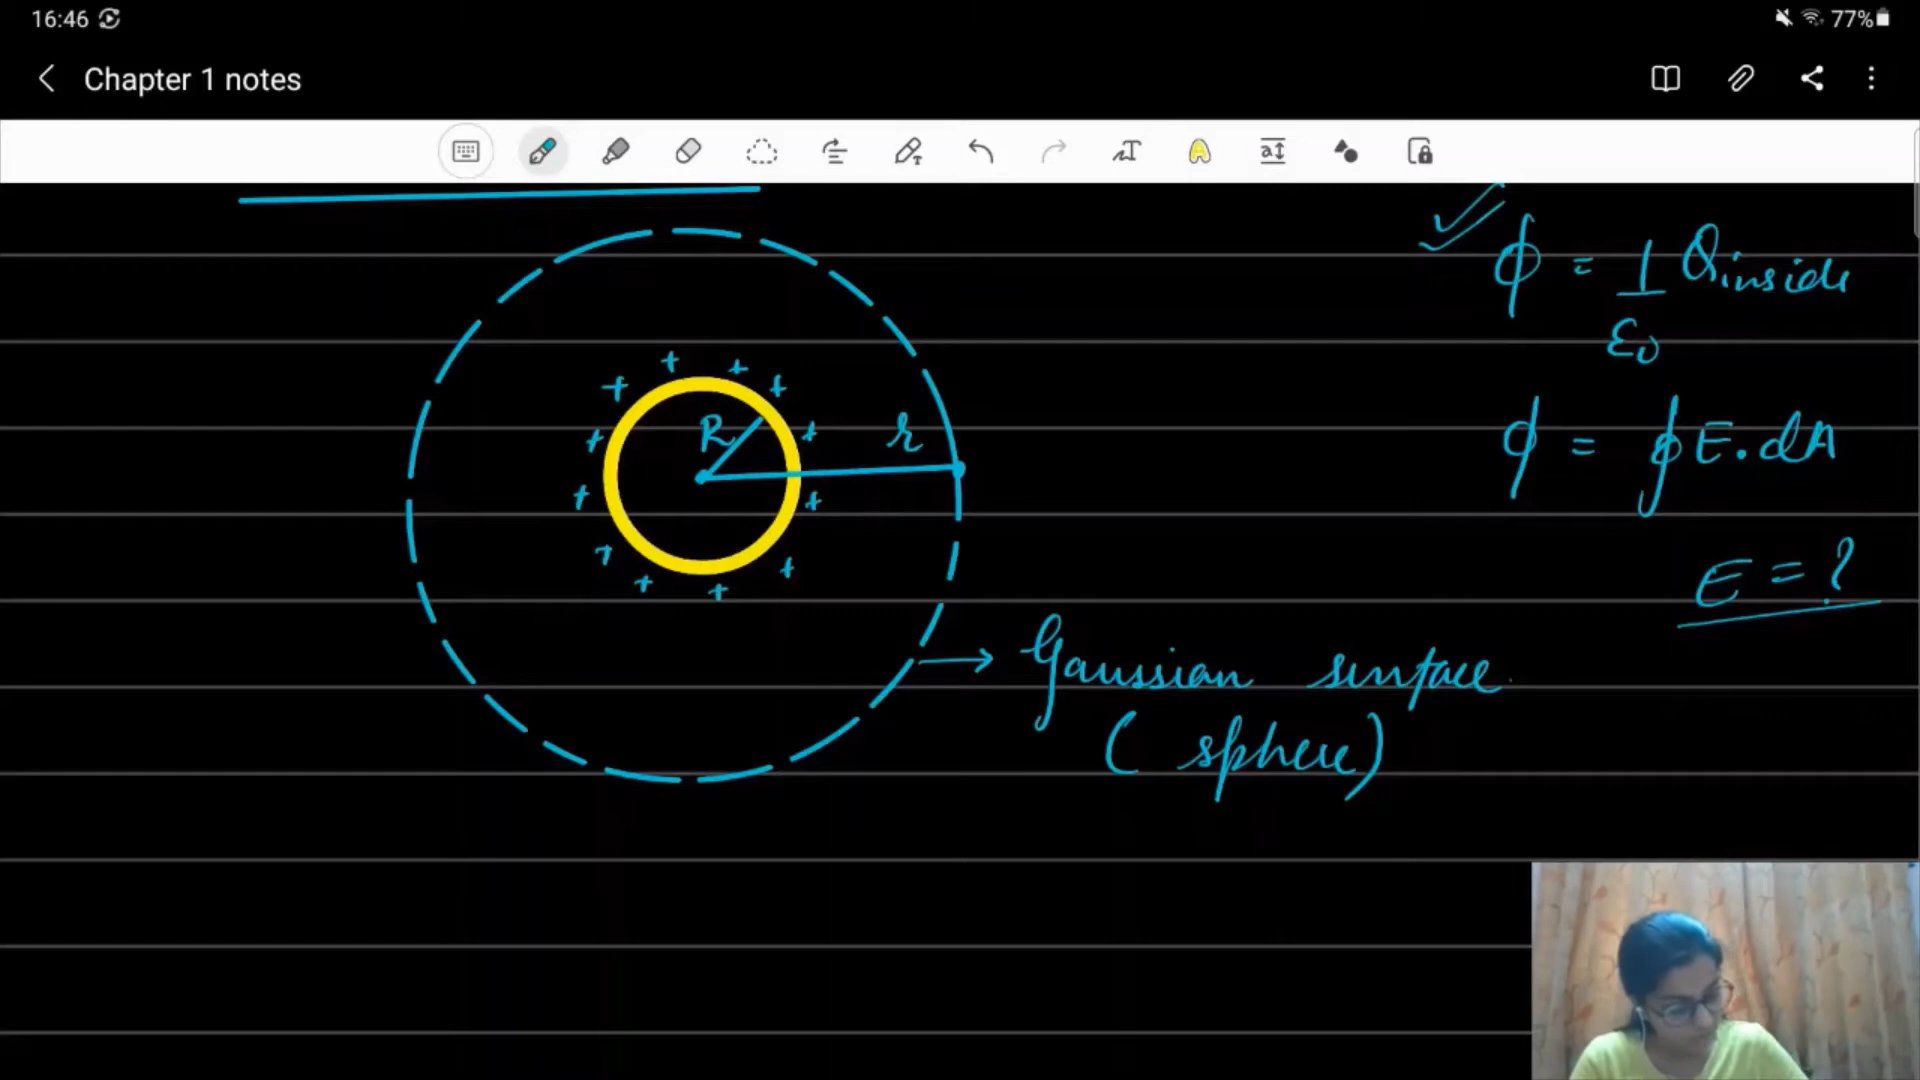 16:46
77%
Chapter 1 notes
ϕ = 1/ε₀ Qinside
ϕ = ∮E.dA
E = ?
R
r
+ + + + + + + + + + + + +
→ Gaussian surface
(sphere)